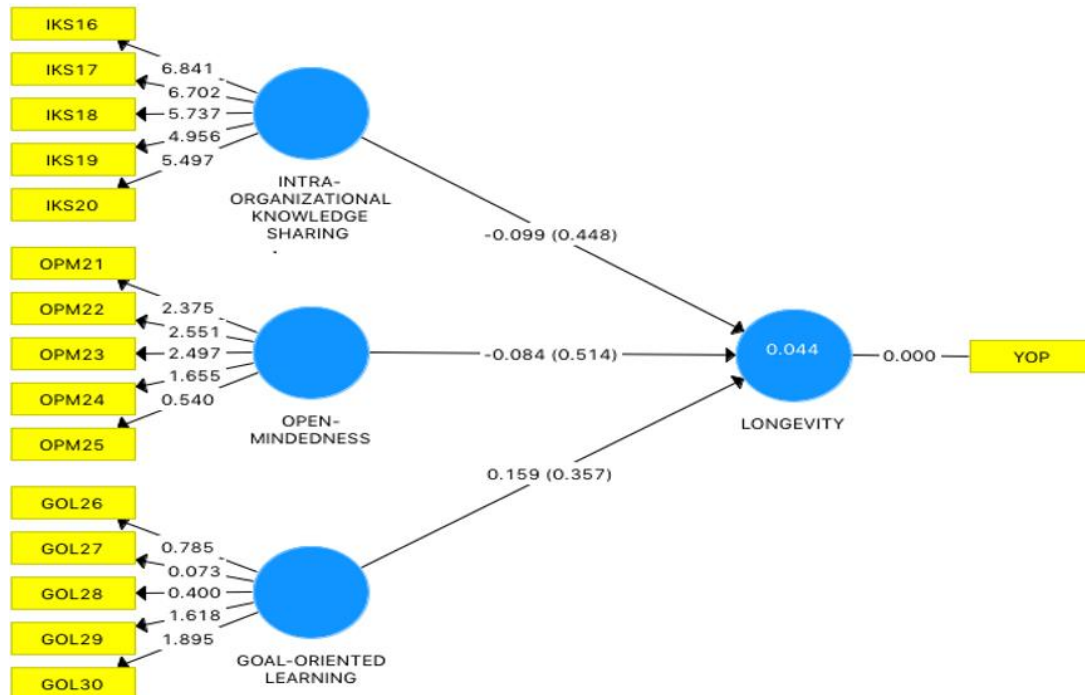 IKS16
6.841
IKS17
6.702
IKS18
5.737
IKS19
4.956
IKS20
5.497
INTRA-
ORGANIZATIONAL
KNOWLEDGE
SHARING
-0.099 (0.448)
OPM21
2.375
OPM22
2.551
OPM23
2.497
OPM24
1.655
OPM25
0.540
OPEN-
MINDEDNESS
-0.084 (0.514)
0.044
LONGEVITY
0.000
YOP
GOL26
0.785
GOL27
0.073
GOL28
0.400
GOL29
1.618
GOL30
1.895
GOAL-ORIENTED
LEARNING
0.159 (0.357)